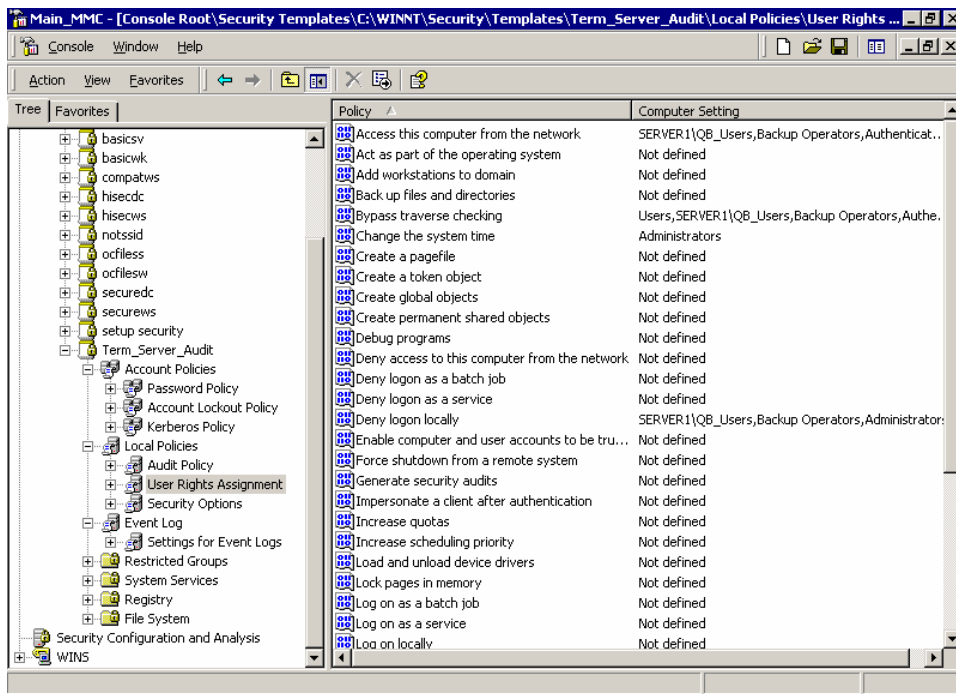 Main_MMC - [Console Root\Security Templates\C:\WINNT\Security\Templates\Term_Server_Audit\Local Policies\User Rights ...
Console Window Help
Action View Favorites
Tree Favorites
basicsv
basicwk
compatws
hisecdc
hisecws
notssid
ocfiless
ocfilesw
securedc
securews
setup security
Term_Server_Audit
Account Policies
Password Policy
Account Lockout Policy
Kerberos Policy
Local Policies
Audit Policy
User Rights Assignment
Security Options
Event Log
Settings for Event Logs
Restricted Groups
System Services
Registry
File System
Security Configuration and Analysis
WINS
Policy Computer Setting
Access this computer from the network SERVER1\QB_Users,Backup Operators,Authenticat..
Act as part of the operating system Not defined
Add workstations to domain Not defined
Back up files and directories Not defined
Bypass traverse checking Users,SERVER1\QB_Users,Backup Operators,Authe.
Change the system time Administrators
Create a pagefile Not defined
Create a token object Not defined
Create global objects Not defined
Create permanent shared objects Not defined
Debug programs Not defined
Deny access to this computer from the network Not defined
Deny logon as a batch job Not defined
Deny logon as a service Not defined
Deny logon locally SERVER1\QB_Users,Backup Operators,Administrators
Enable computer and user accounts to be tru... Not defined
Force shutdown from a remote system Not defined
Generate security audits Not defined
Impersonate a client after authentication Not defined
Increase quotas Not defined
Increase scheduling priority Not defined
Load and unload device drivers Not defined
Lock pages in memory Not defined
Log on as a batch job Not defined
Log on as a service Not defined
Log on locally Not defined